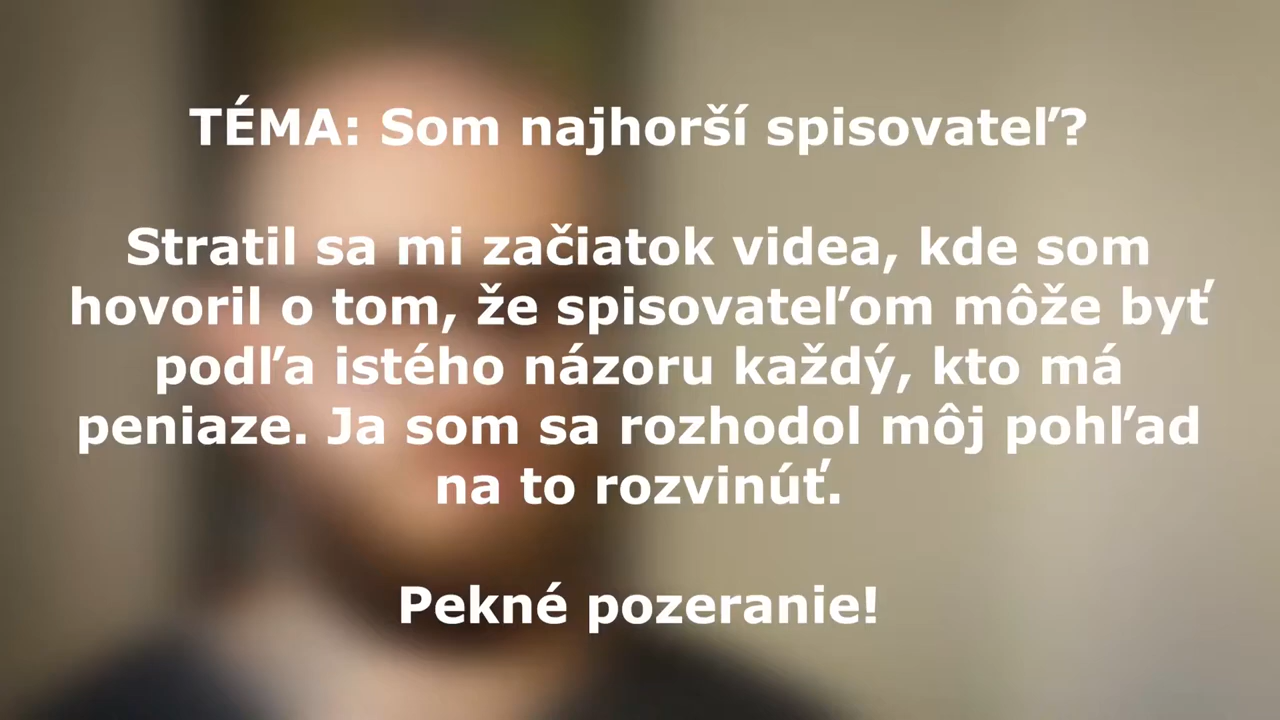 TÉMA: Som najhorší spisovateľ?
Stratil sa mi začiatok videa, kde som
hovoril o tom, že spisovateľom môže byť
podľa istého názoru každý, kto má
peniaze. Ja som sa rozhodol môj pohľad
na to rozvinúť.
Pekné pozeranie!